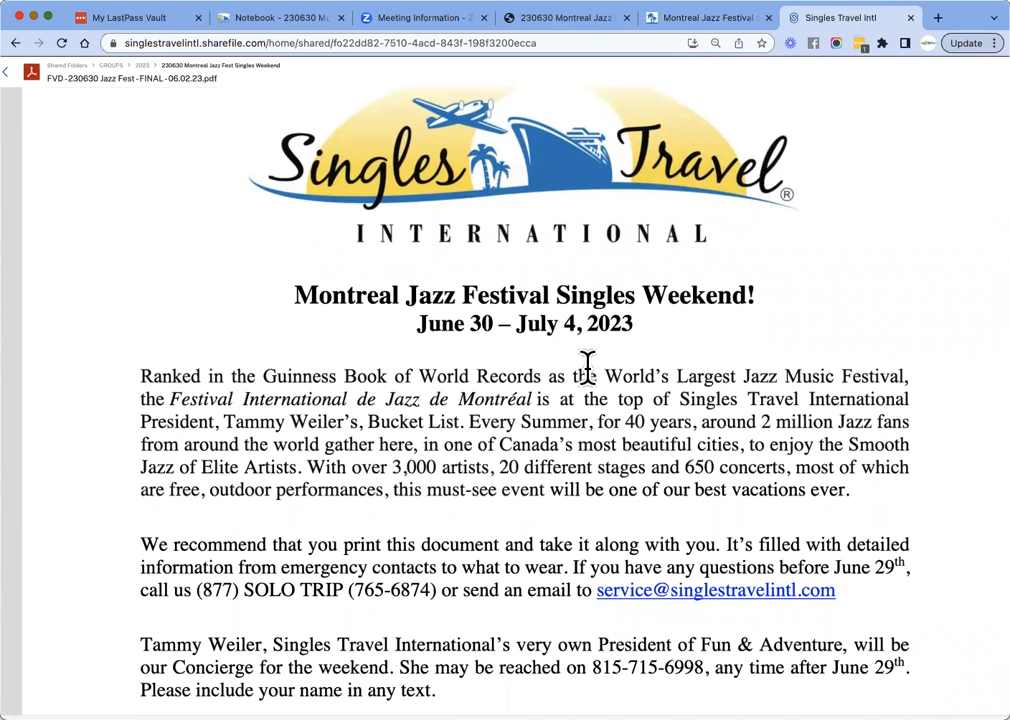 My LastPass Vault
Notebook - 230630 Mo
Meeting Information - Z
230630 Montreal Jazz
Montreal Jazz Festival
Singles Travel Intl
singlestravelintl.sharefile.com/home/shared/fo22dd82-7510-4acd-843f-198f3200ecca
Update
Shared Folders > GROUPS > 2023 > 230630 Montreal Jazz Fest Singles Weekend
FVD - 230630 Jazz Fest - FINAL - 06.02.23.pdf
Singles Travel®
INTERNATIONAL
Montreal Jazz Festival Singles Weekend!
June 30 – July 4, 2023
Ranked in the Guinness Book of World Records as the World's Largest Jazz Music Festival,
the Festival International de Jazz de Montréal is at the top of Singles Travel International
President, Tammy Weiler's, Bucket List. Every Summer, for 40 years, around 2 million Jazz fans
from around the world gather here, in one of Canada's most beautiful cities, to enjoy the Smooth
Jazz of Elite Artists. With over 3,000 artists, 20 different stages and 650 concerts, most of which
are free, outdoor performances, this must-see event will be one of our best vacations ever.
We recommend that you print this document and take it along with you. It's filled with detailed
information from emergency contacts to what to wear. If you have any questions before June 29th,
call us (877) SOLO TRIP (765-6874) or send an email to service@singlestravelintl.com
Tammy Weiler, Singles Travel International's very own President of Fun & Adventure, will be
our Concierge for the weekend. She may be reached on 815-715-6998, any time after June 29th.
Please include your name in any text.